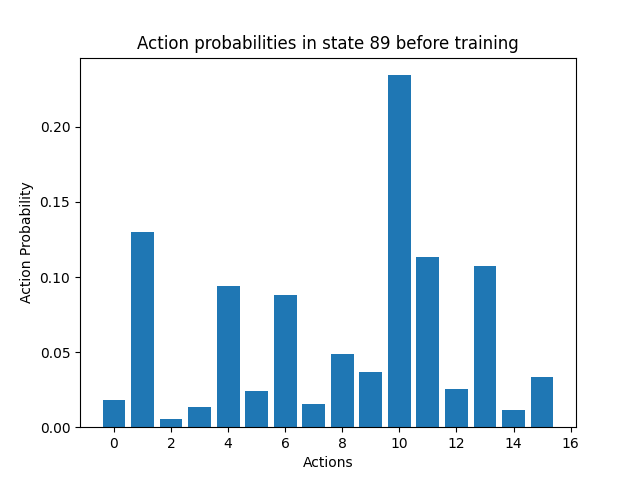 Action probabilities in state 89 before training
Action Probability
0.20
0.15
0.10
0.05
0.00
0 2 4 6 8 10 12 14 16
Actions